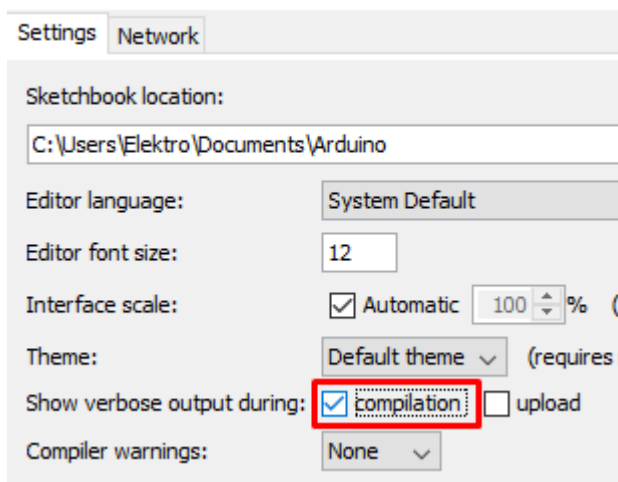 Settings Network
Sketchbook location:
C:\Users\Elektro\Documents\Arduino
Editor language: System Default
Editor font size: 12
Interface scale: Automatic 100 % (
Theme: Default theme (requires
Show verbose output during: compilation upload
Compiler warnings: None